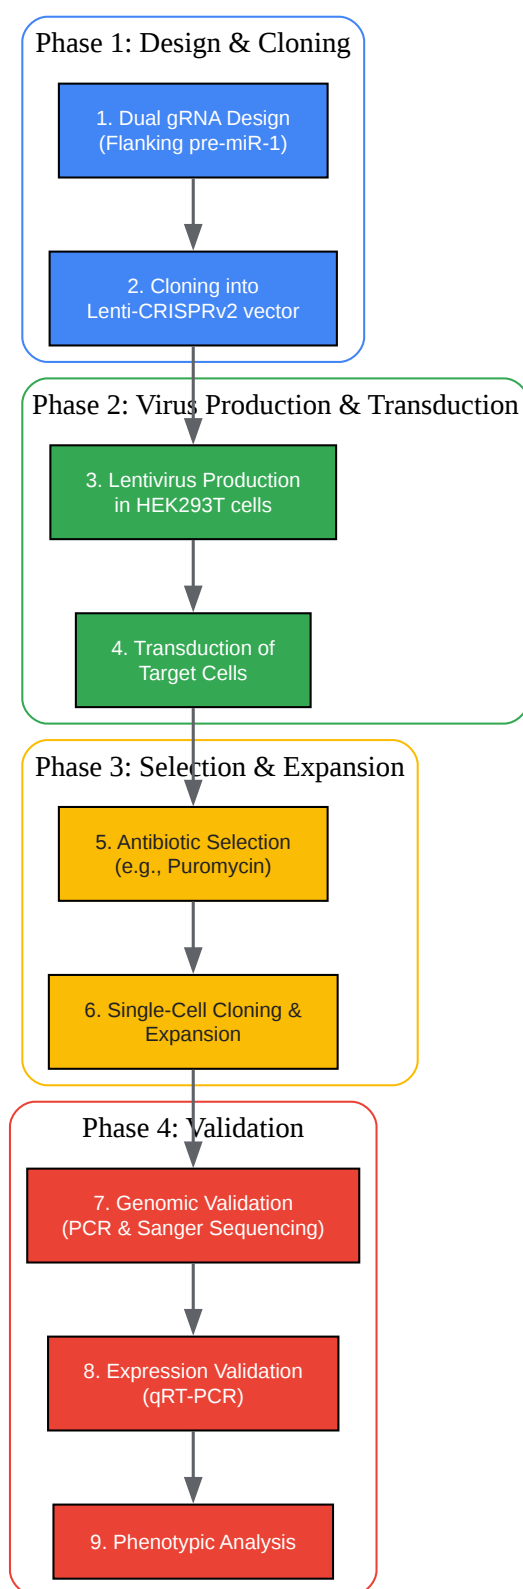 Phase 1: Design & Cloning
1. Dual gRNA Design
(Flanking pre-miR-1)
2. Cloning into
Lenti-CRISPRv2 vector
Phase 2: Virus Production & Transduction
3. Lentivirus Production
in HEK293T cells
4. Transduction of
Target Cells
Phase 3: Selection & Expansion
5. Antibiotic Selection
(e.g., Puromycin)
6. Single-Cell Cloning &
Expansion
Phase 4: Validation
7. Genomic Validation
(PCR & Sanger Sequencing)
8. Expression Validation
(qRT-PCR)
9. Phenotypic Analysis